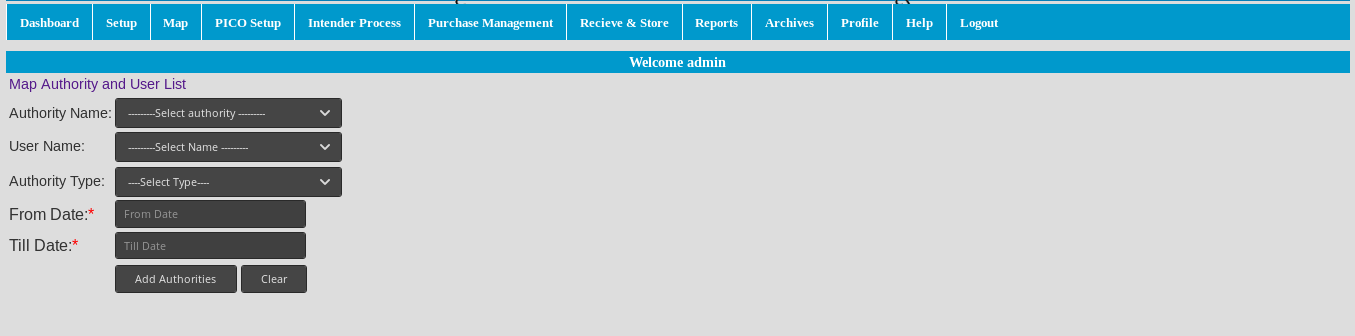 Dashboard Setup Map PICO Setup Intender Process Purchase Management Recieve & Store Reports Archives Profile Help Logout
Welcome admin
Map Authority and User List
Authority Name: ---------Select authority ---------
User Name: ---------Select Name ---------
Authority Type: ----Select Type----
From Date:* From Date
Till Date:* Till Date
Add Authorities Clear